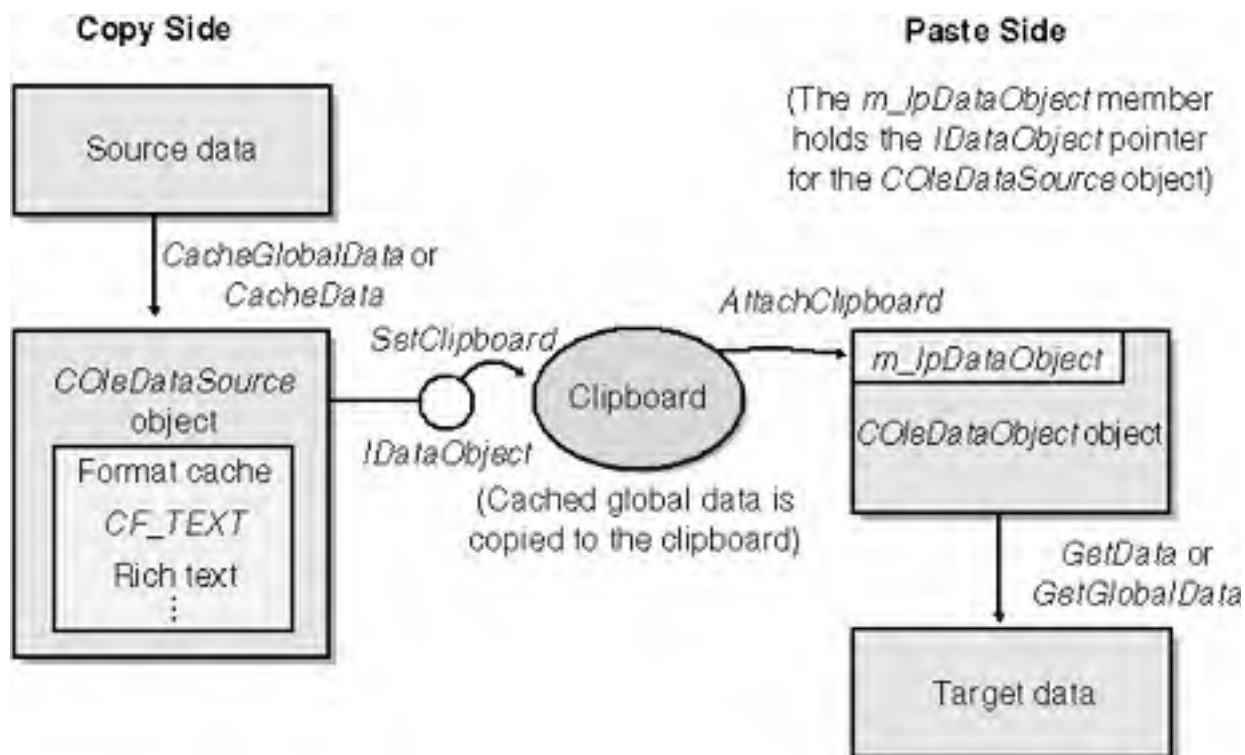 Copy Side
Source data
CacheGlobalData or
CacheData
COleDataSource
object
Format cache
CF_TEXT
Rich text
SetClipboard
IDataObject
Clipboard
(Cached global data is
copied to the clipboard)
Paste Side
(The m_lpDataObject member
holds the IDataObject pointer
for the COleDataSource object)
AttachClipboard
m_lpDataObject
COleDataObject object
GetData or
GetGlobalData
Target data